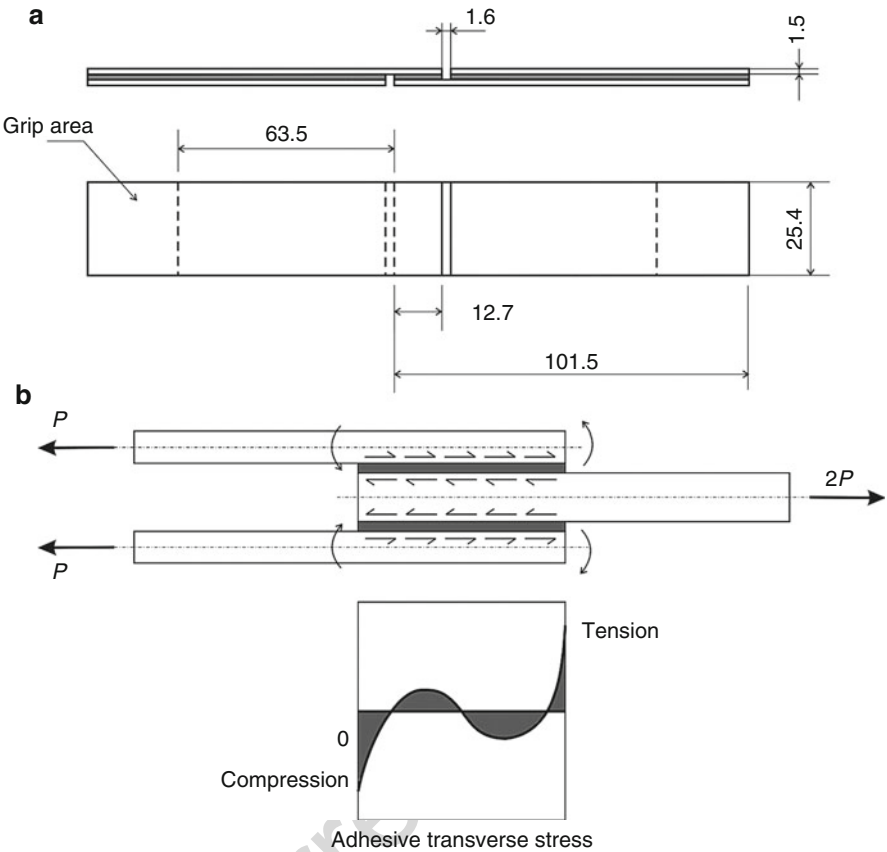 a
1.6
1.5
Grip area
63.5
25.4
12.7
101.5
b
P
2P
P
Tension
0
Compression
Adhesive transverse stress